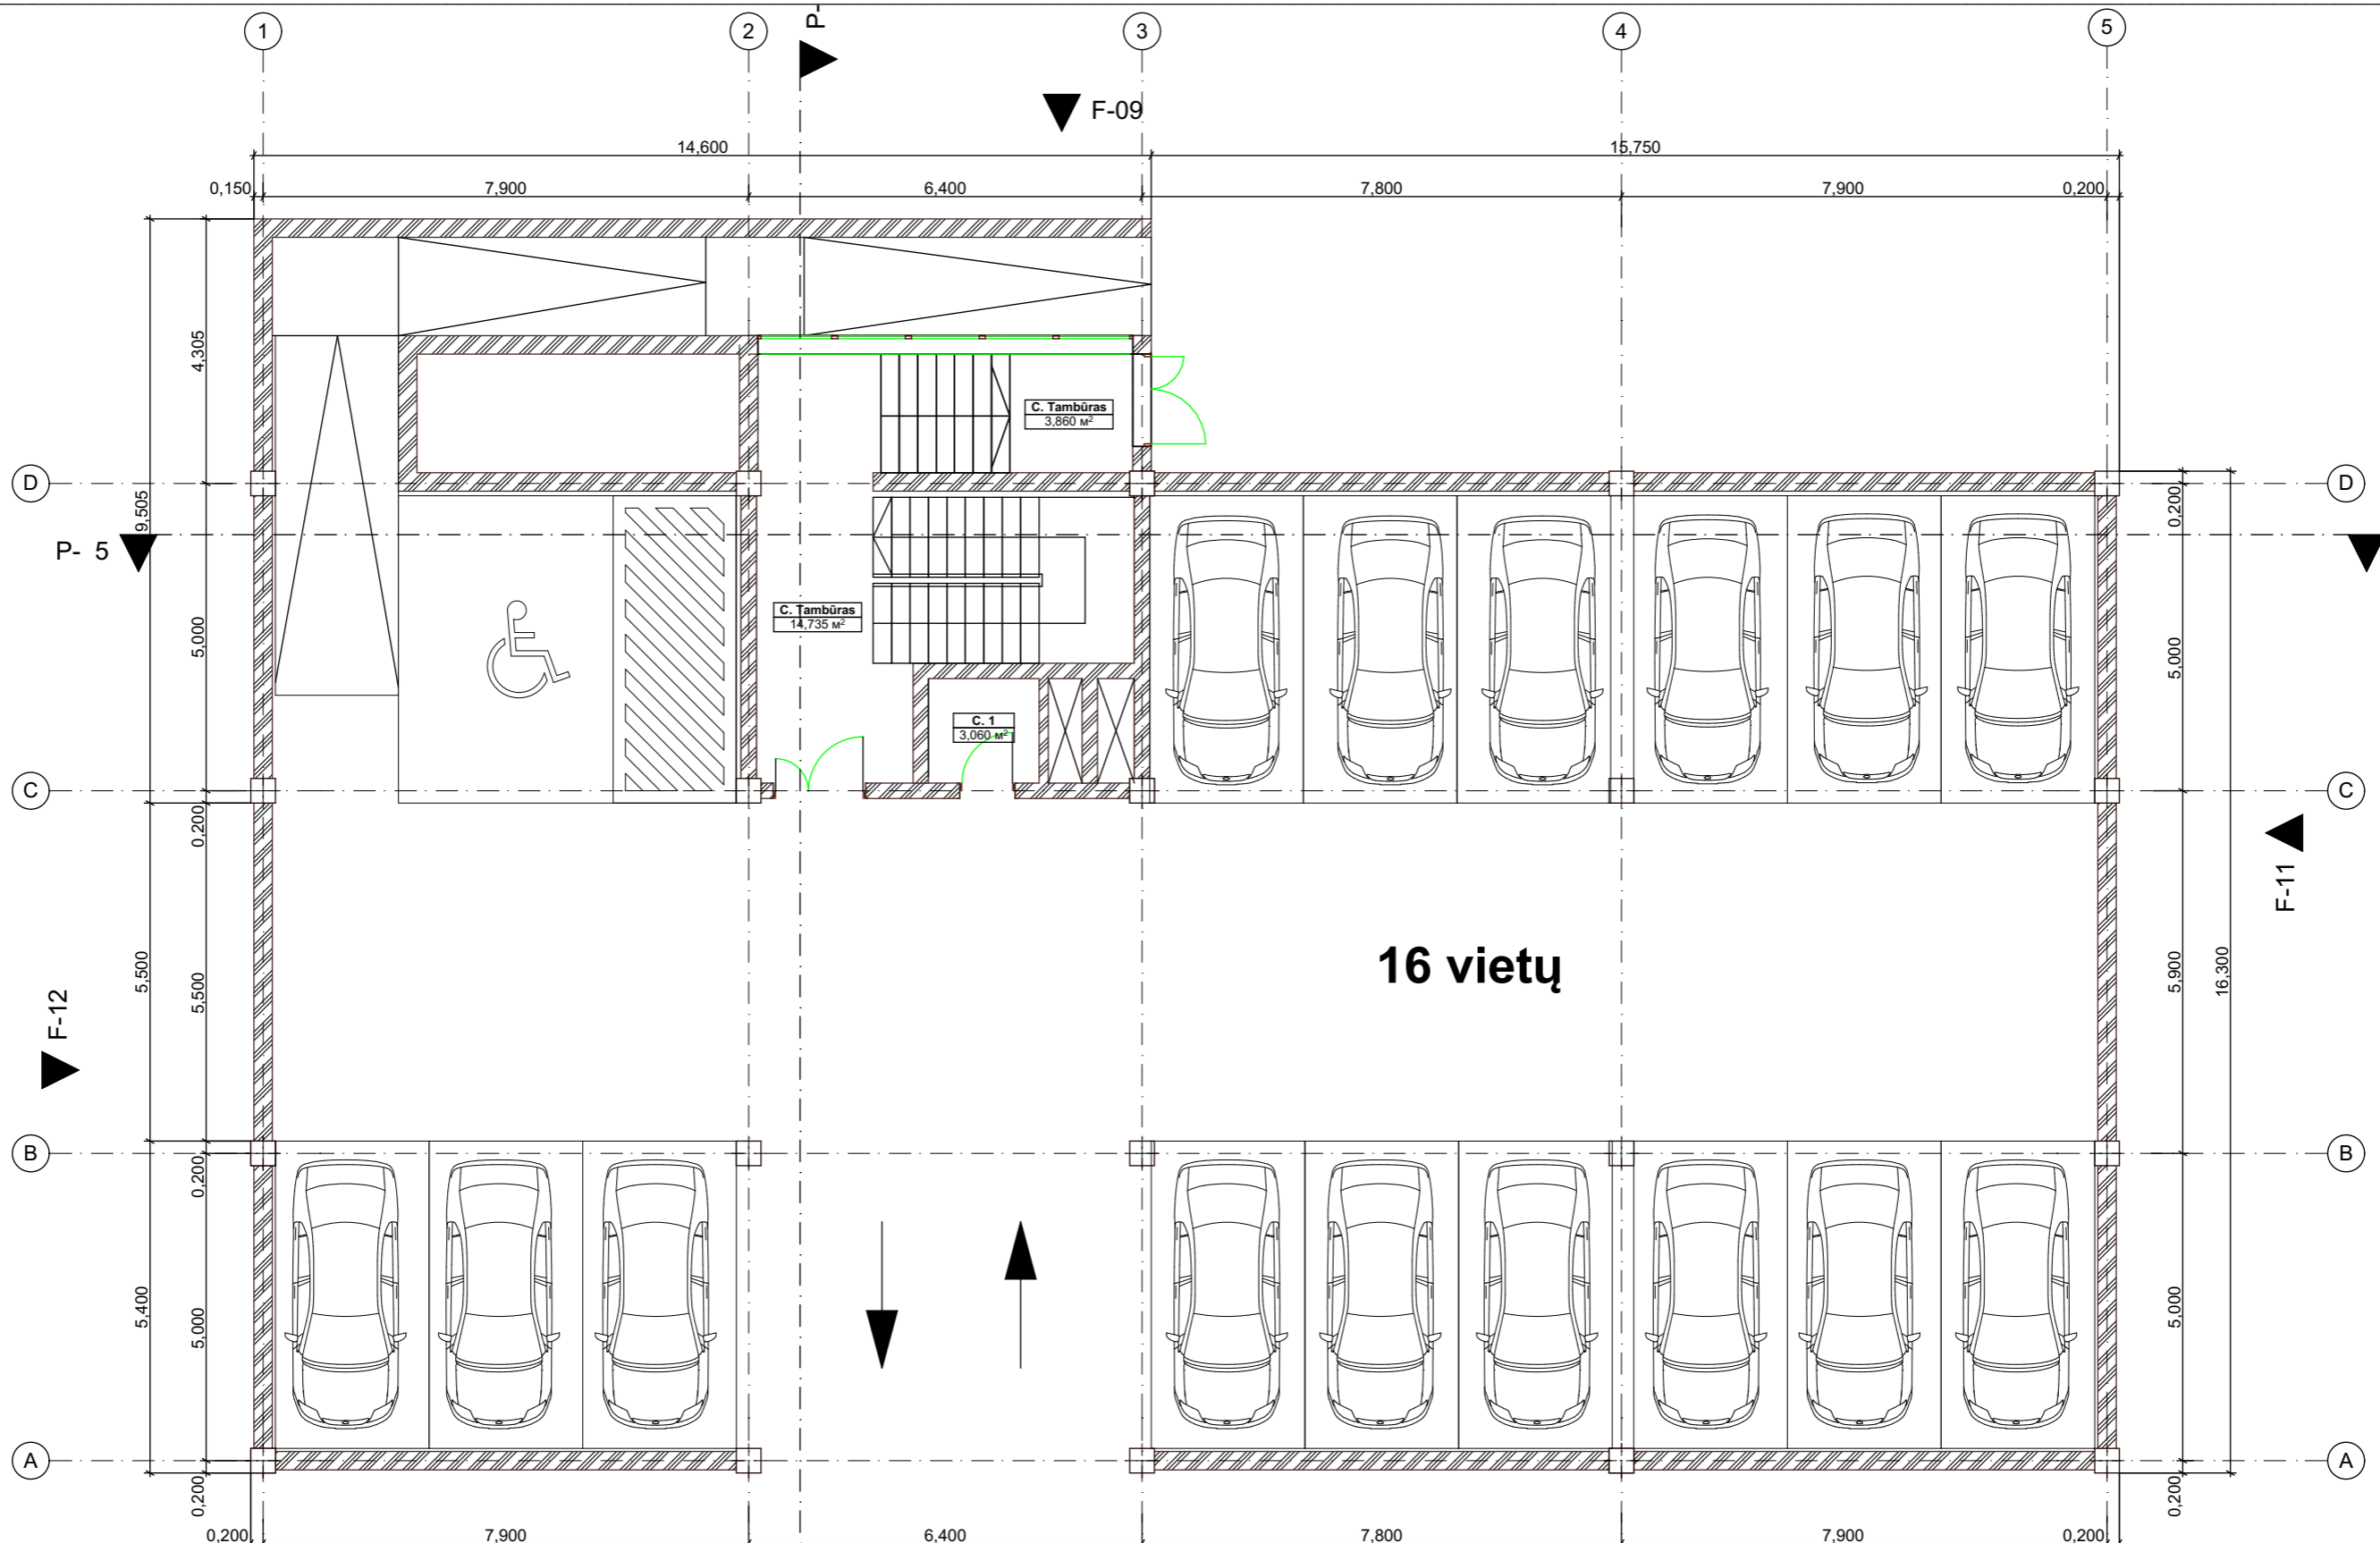 1
2
P-
3
4
5
F-09
14,600
15,750
0,150
7,900
6,400
7,800
7,900
0,200
4,305
9,505
C. Tambūras
3,860 м²
D
D
0,200
P- 5
5,000
C. Tambūras
14,735 м²
5,000
C. 1
3,060 м²
C
C
0,200
F-11
16 vietų
5,500
5,500
5,900
16,300
F-12
B
B
0,200
5,400
5,000
5,000
A
A
0,200
0,200
0,200
7,900
6,400
7,800
7,900
0,200